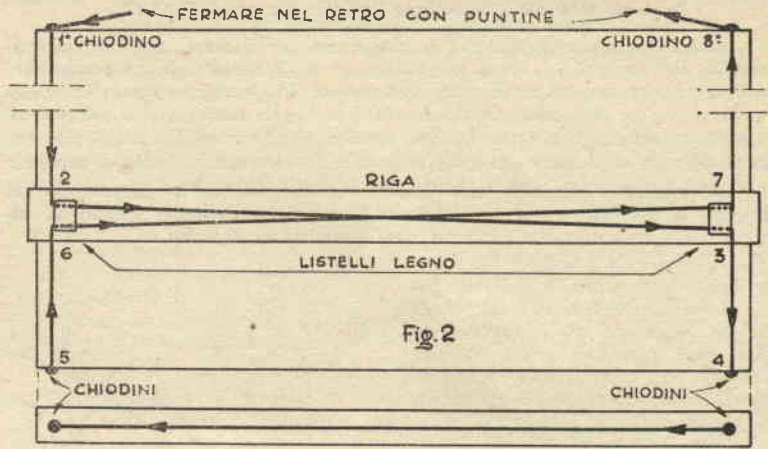 FERMARE NEL RETRO CON PUNTINE
1° CHIODINO
CHIODINO 8°
2
RIGA
7
6
LISTELLI LEGNO
3
Fig. 2
5
4
CHIODINI
CHIODINI